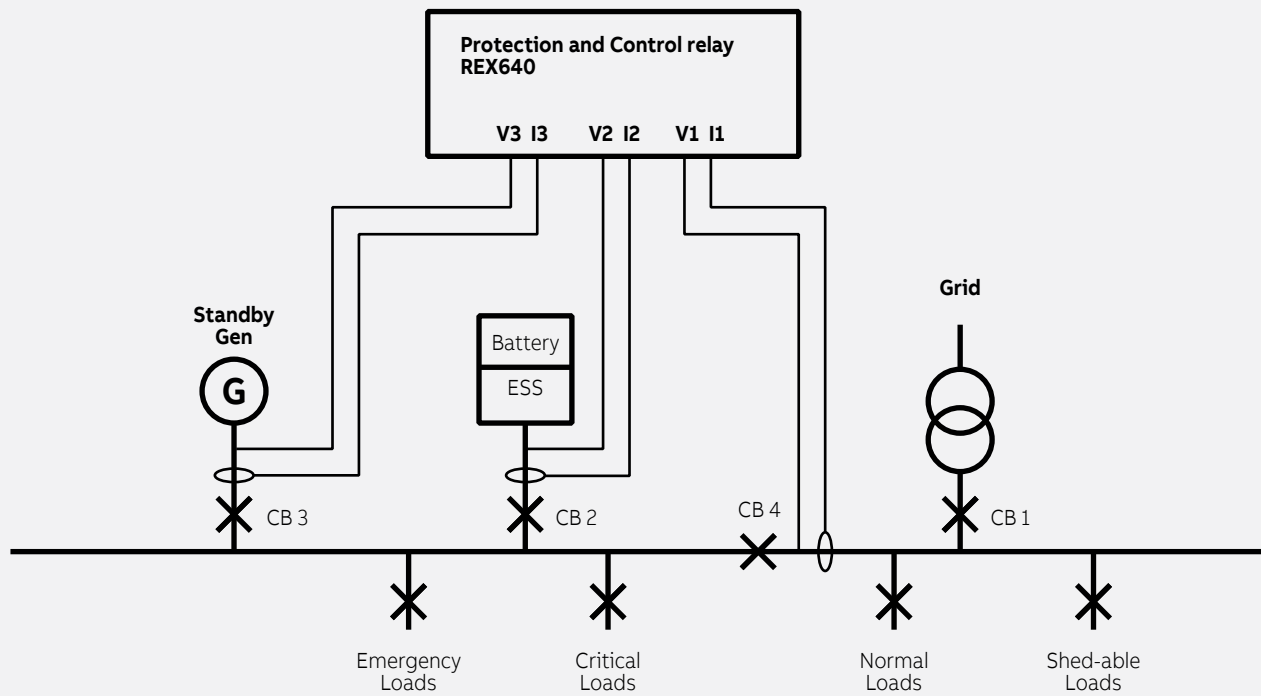 Protection and Control relay
REX640
V3 I3 V2 I2 V1 I1
Grid
Standby
Gen
Battery
G
ESS
CB 4
CB 3
CB 2
CB 1
Emergency
Loads
Critical
Loads
Normal
Loads
Shed-able
Loads